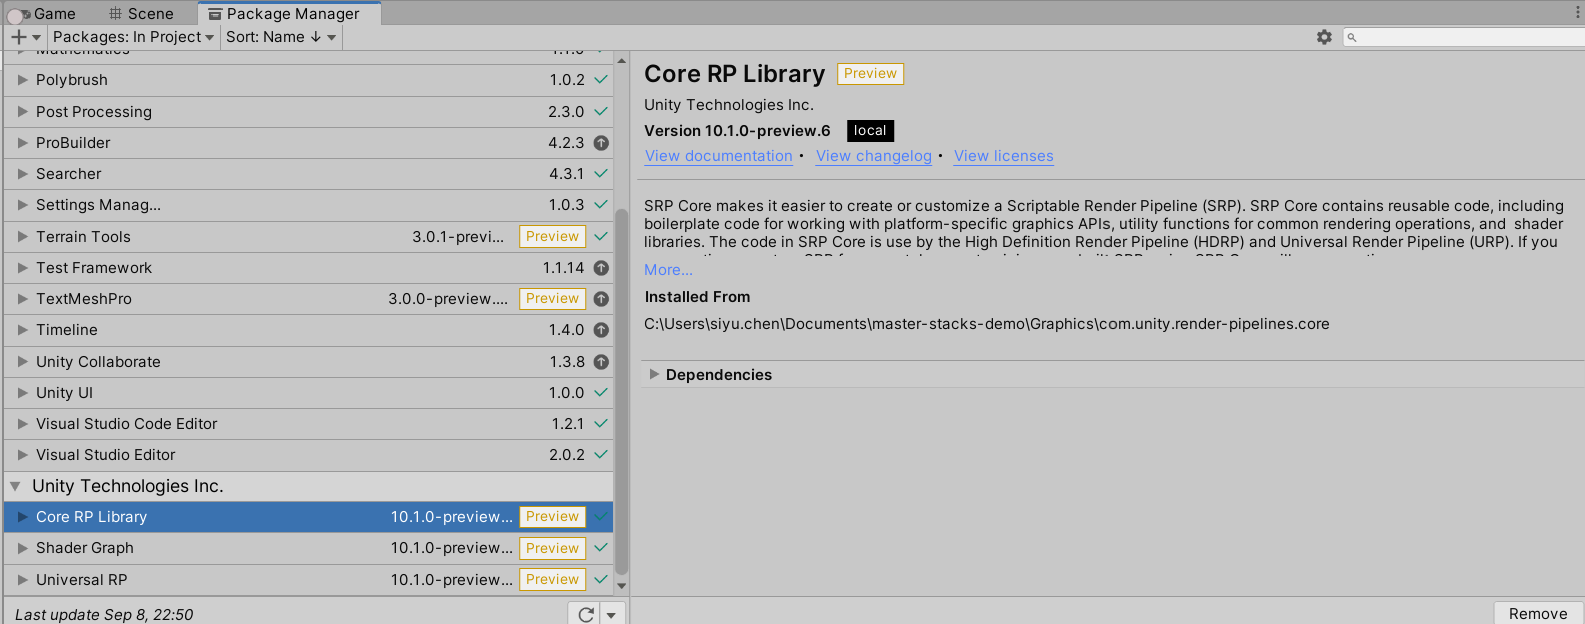 Game Scene Package Manager
Packages: In Project Sort: Name ↓
Mathematics
Polybrush 1.0.2
Post Processing 2.3.0
ProBuilder 4.2.3
Searcher 4.3.1
Settings Manag... 1.0.3
Terrain Tools 3.0.1-previ... Preview
Test Framework 1.1.14
TextMeshPro 3.0.0-preview.... Preview
Timeline 1.4.0
Unity Collaborate 1.3.8
Unity UI 1.0.0
Visual Studio Code Editor 1.2.1
Visual Studio Editor 2.0.2
Unity Technologies Inc.
Core RP Library 10.1.0-preview... Preview
Shader Graph 10.1.0-preview... Preview
Universal RP 10.1.0-preview... Preview
Last update Sep 8, 22:50
Core RP Library Preview
Unity Technologies Inc.
Version 10.1.0-preview.6 local
View documentation • View changelog • View licenses
SRP Core makes it easier to create or customize a Scriptable Render Pipeline (SRP). SRP Core contains reusable code, including
boilerplate code for working with platform-specific graphics APIs, utility functions for common rendering operations, and shader
libraries. The code in SRP Core is use by the High Definition Render Pipeline (HDRP) and Universal Render Pipeline (URP). If you
More...
Installed From
C:\Users\siyu.chen\Documents\master-stacks-demo\Graphics\com.unity.render-pipelines.core
Dependencies
Remove